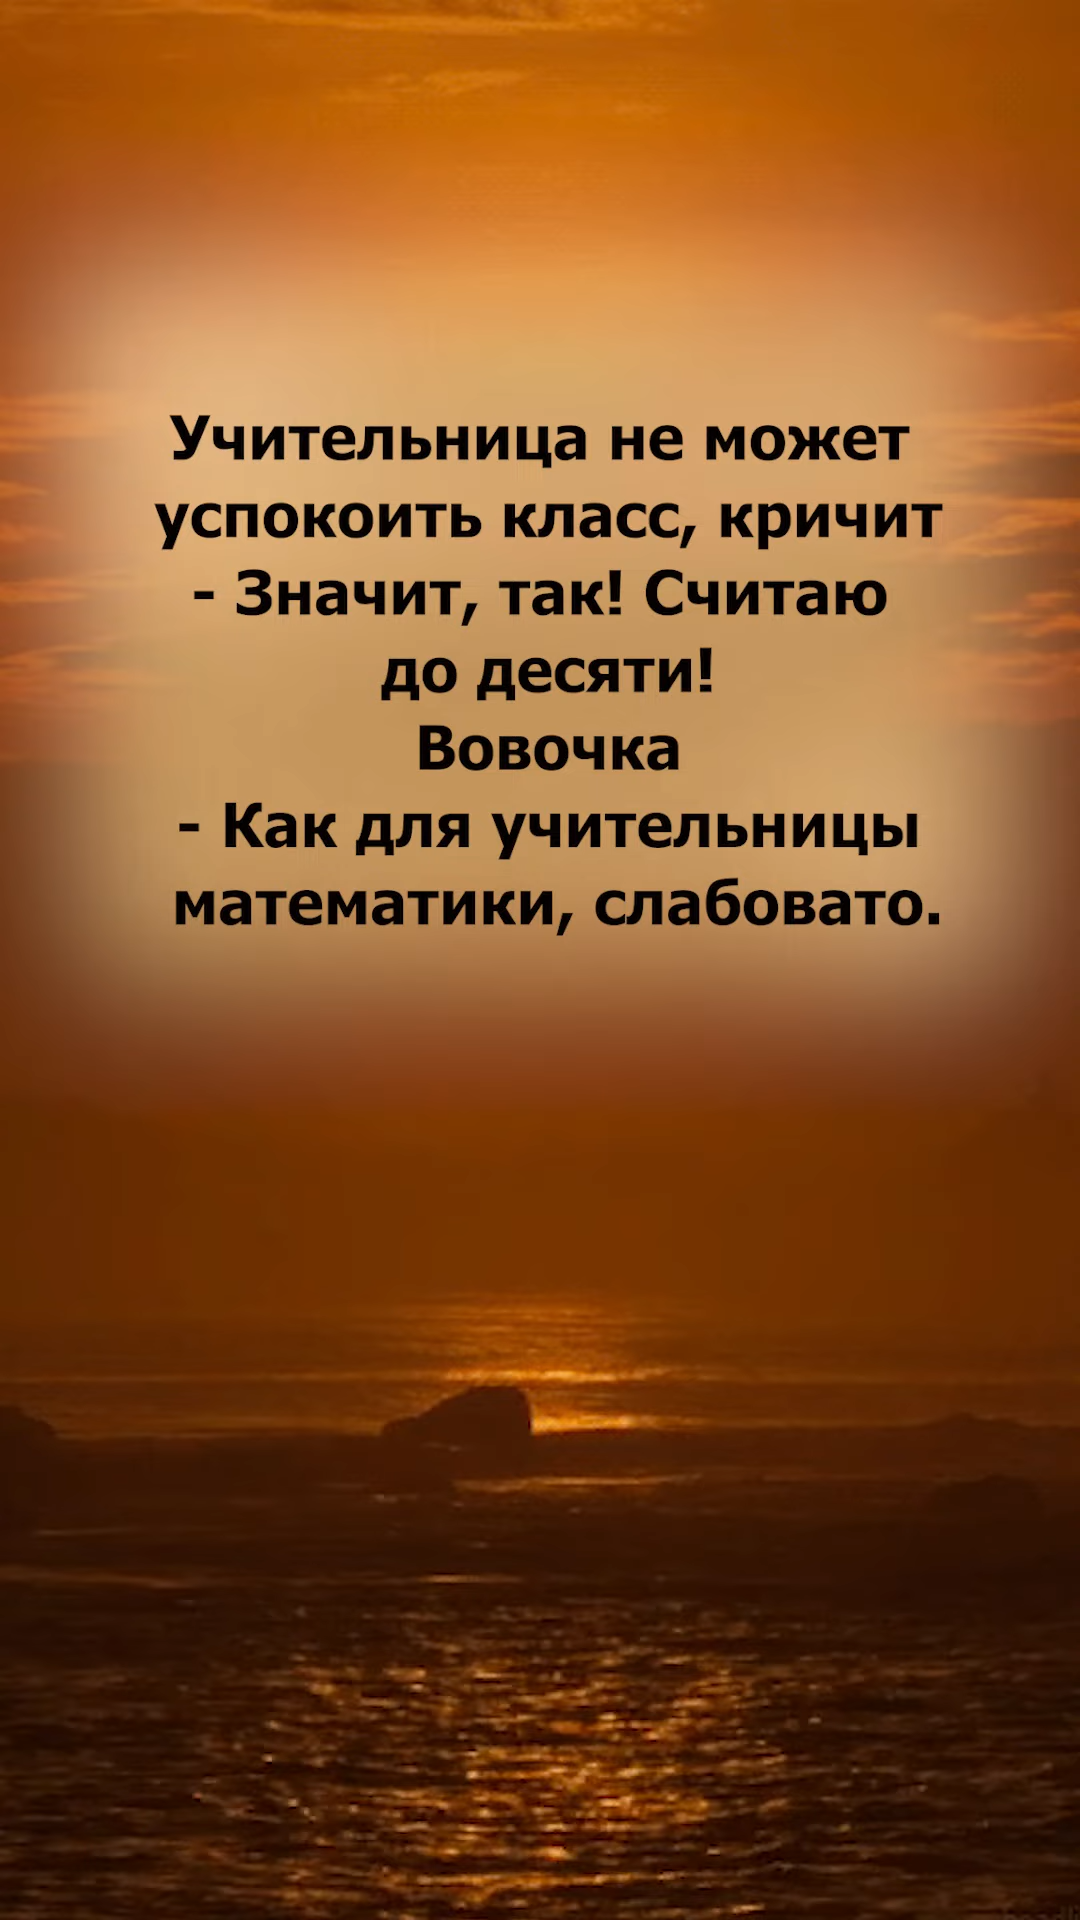 Учительница не может
успокоить класс, кричит
- Значит, так! Считаю
до десяти!
Вовочка
- Как для учительницы
математики, слабовато.